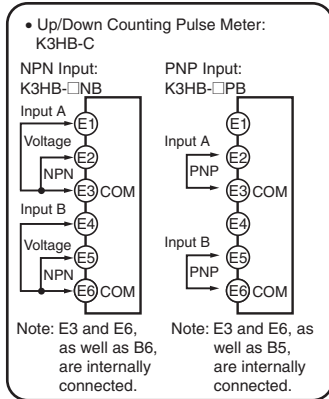 • Up/Down Counting Pulse Meter:
K3HB-C
NPN Input:
K3HB-□NB
Input A
E1
Voltage
E2
NPN
E3 COM
Input B
E4
Voltage
E5
NPN
E6 COM
Note: E3 and E6,
as well as B6,
are internally
connected.
PNP Input:
K3HB-□PB
E1
Input A
E2
PNP
E3 COM
E4
Input B
E5
PNP
E6 COM
Note: E3 and E6, as
well as B5,
are internally
connected.